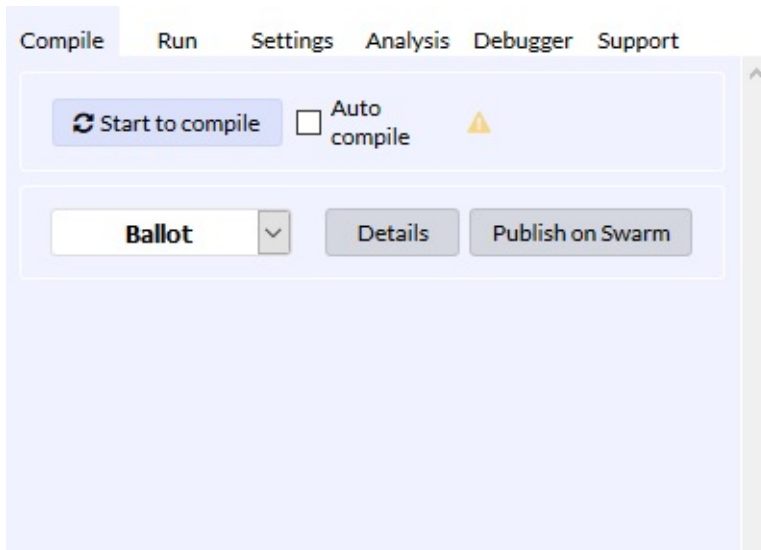 Compile Run Settings Analysis Debugger Support
Start to compile
Auto
compile
Ballot Details Publish on Swarm